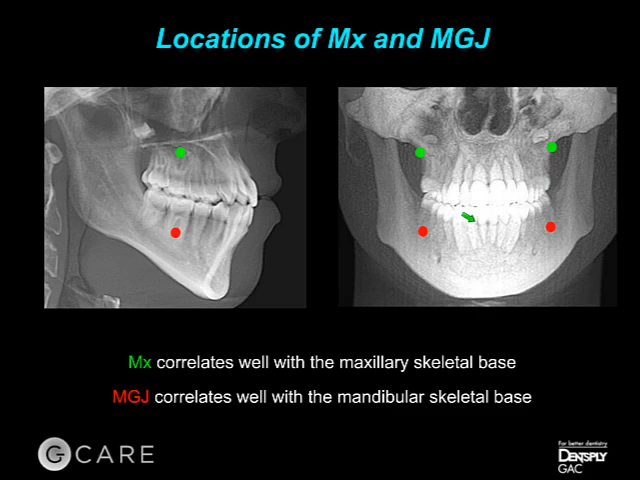 Locations of Mx and MGJ
Mx correlates well with the maxillary skeletal base
MGJ correlates well with the mandibular skeletal base
G CARE
For better dentistry
DENTSPLY
GAC